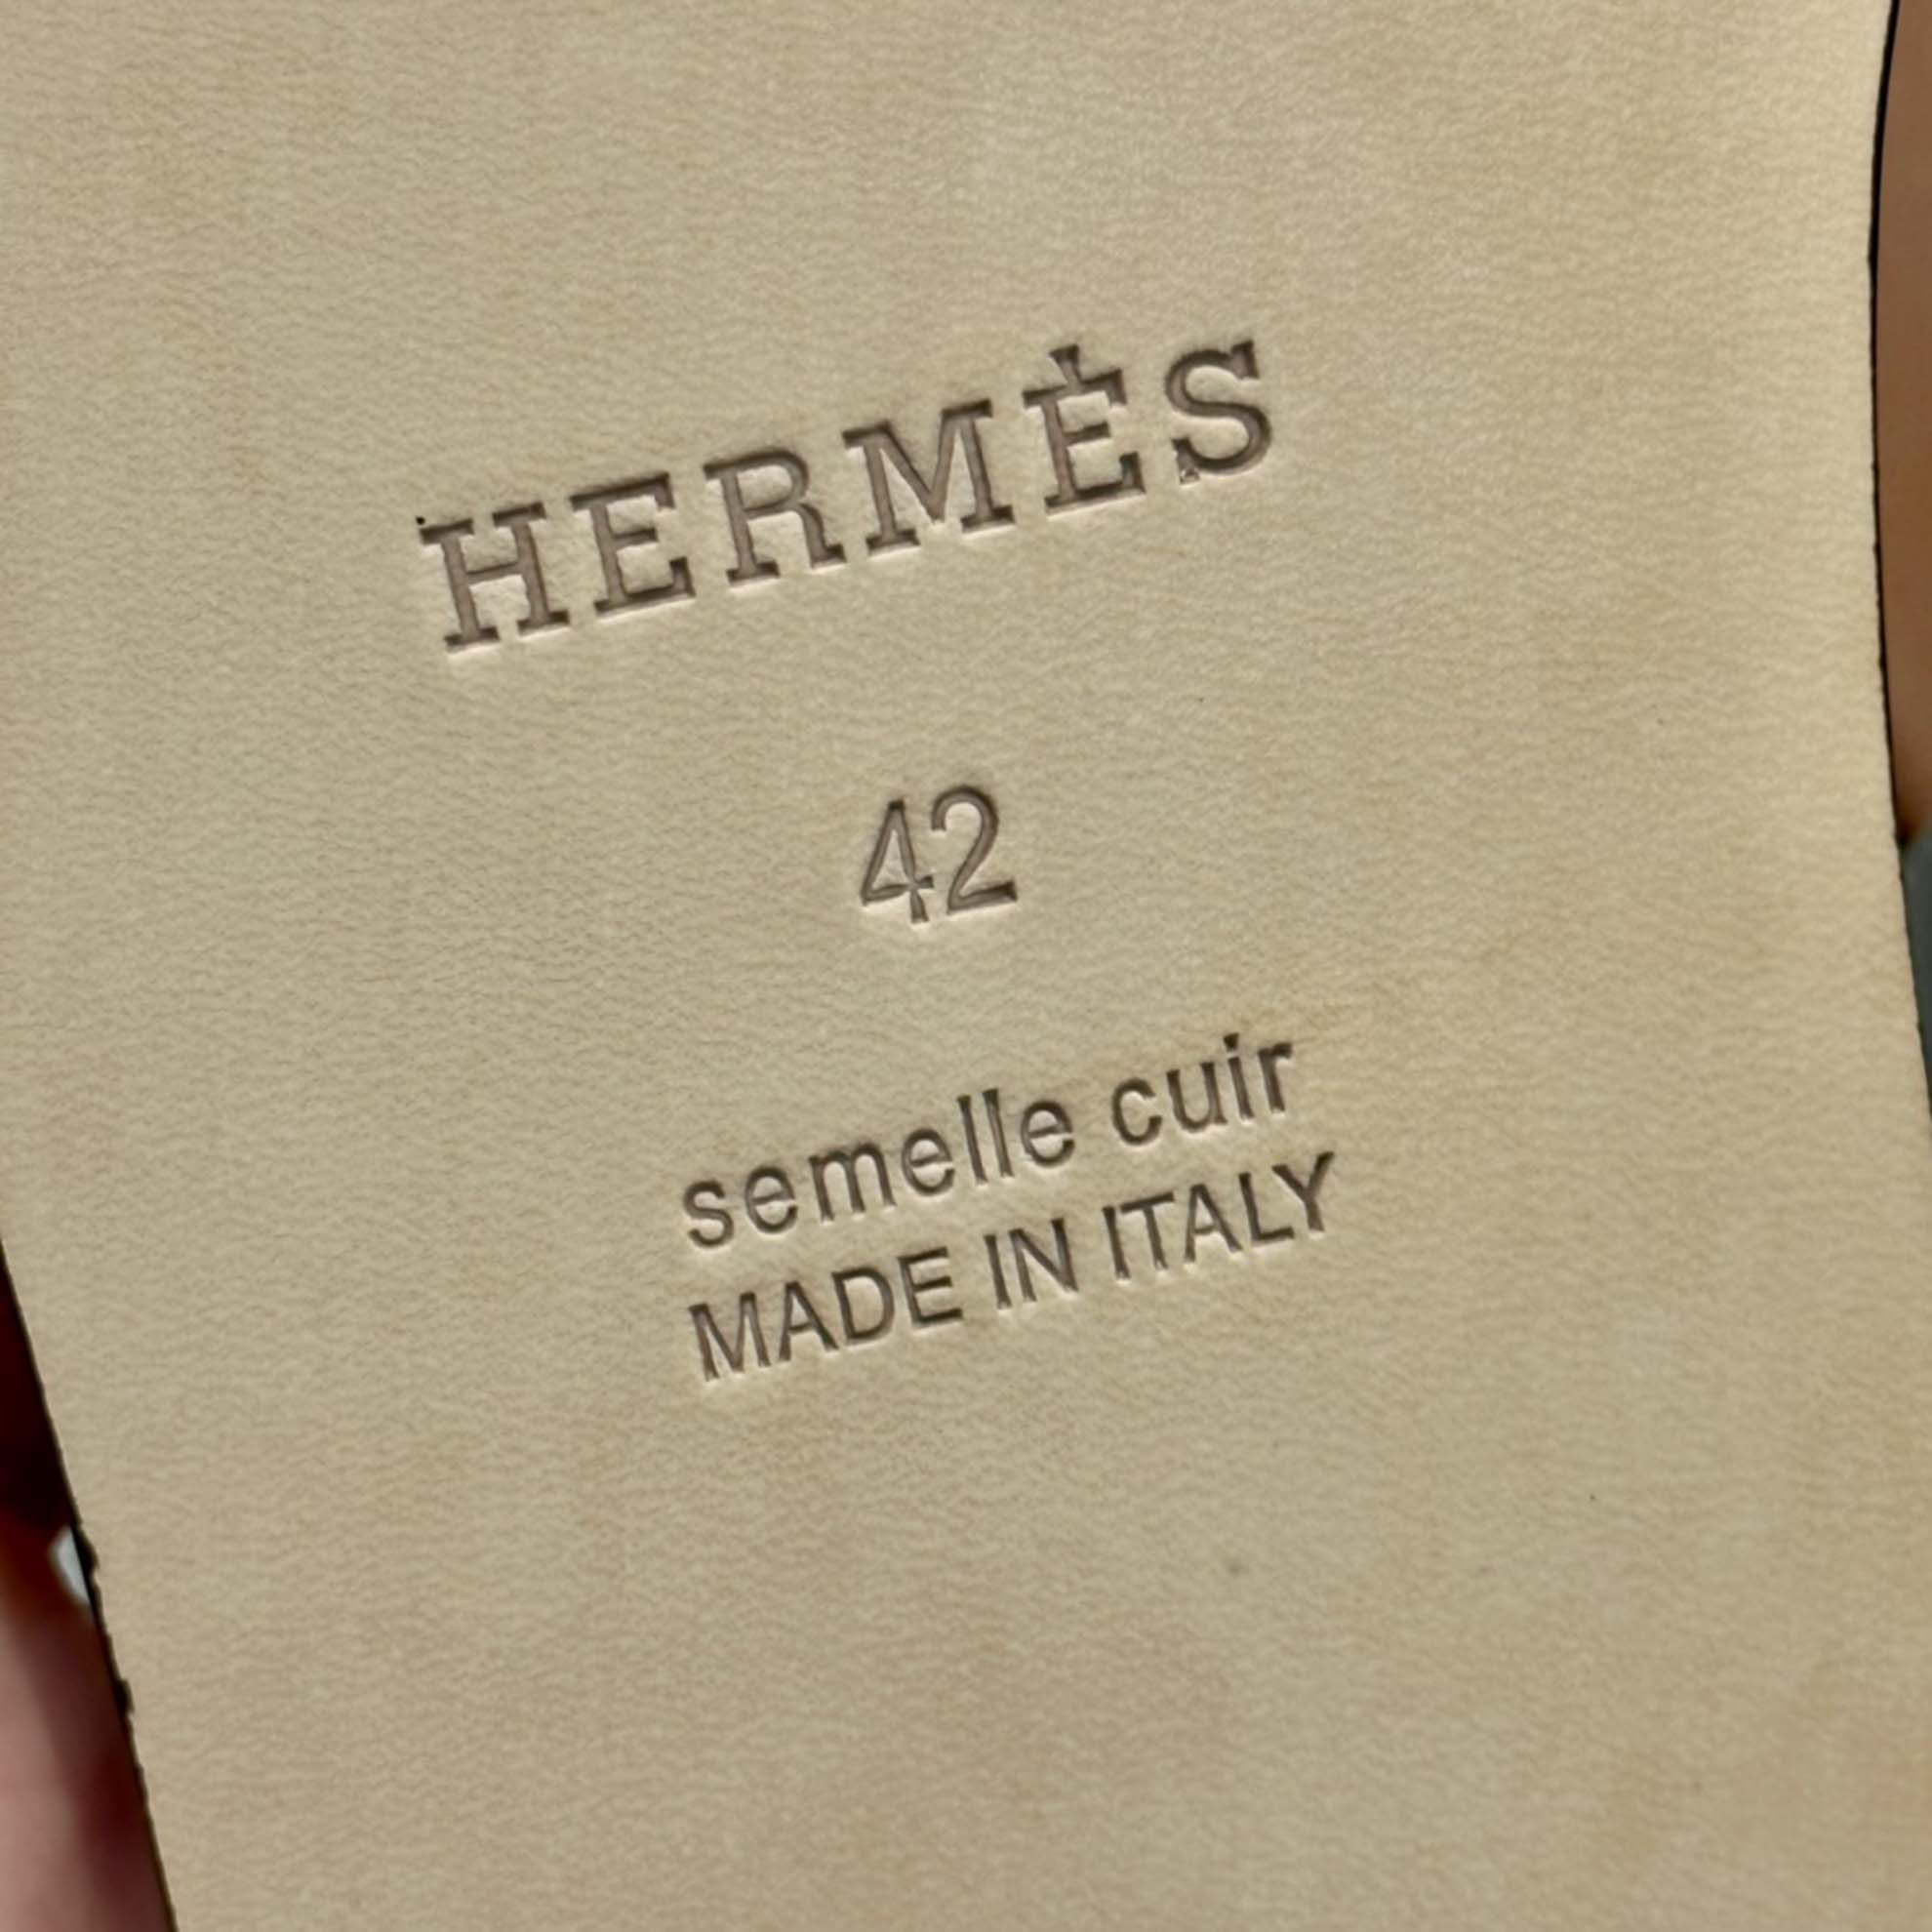 HERMÈS
42
semelle cuir
MADE IN ITALY